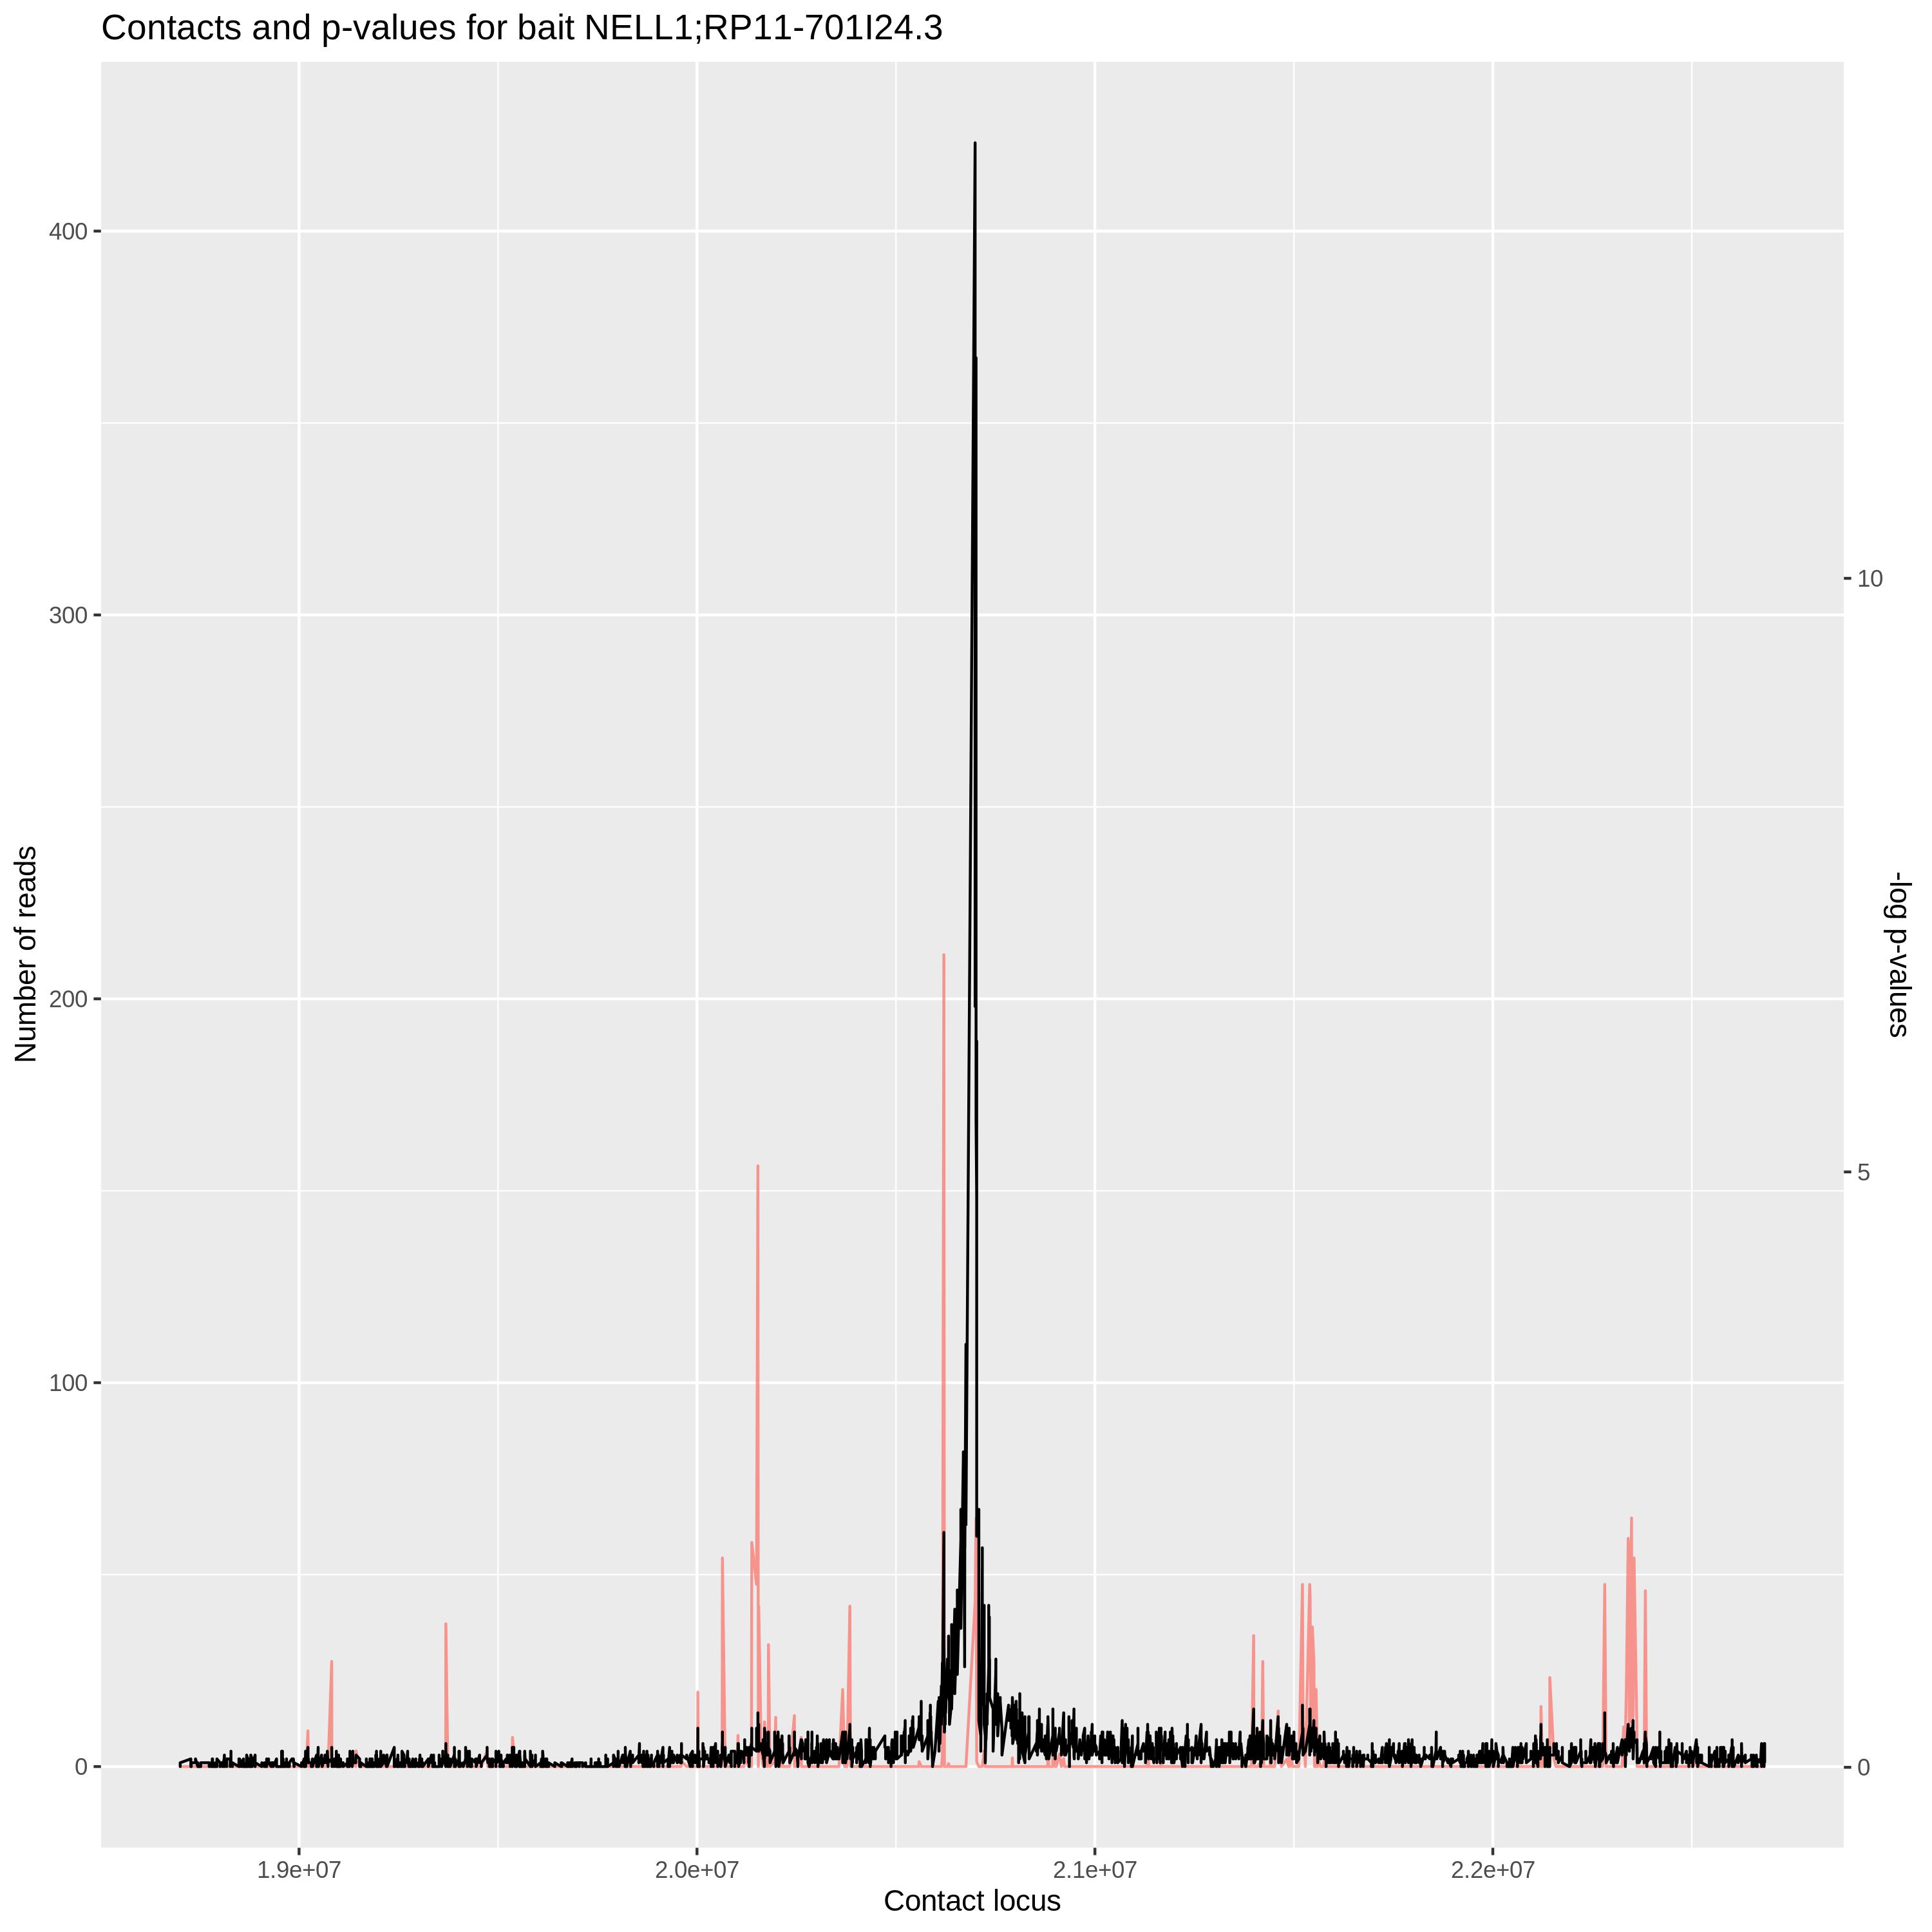 Contacts and p-values for bait NELL1;RP11-701I24.3
400
300
200
100
0
Number of reads
10
5
0
-log p-values
1.9e+07
2.0e+07
2.1e+07
2.2e+07
Contact locus